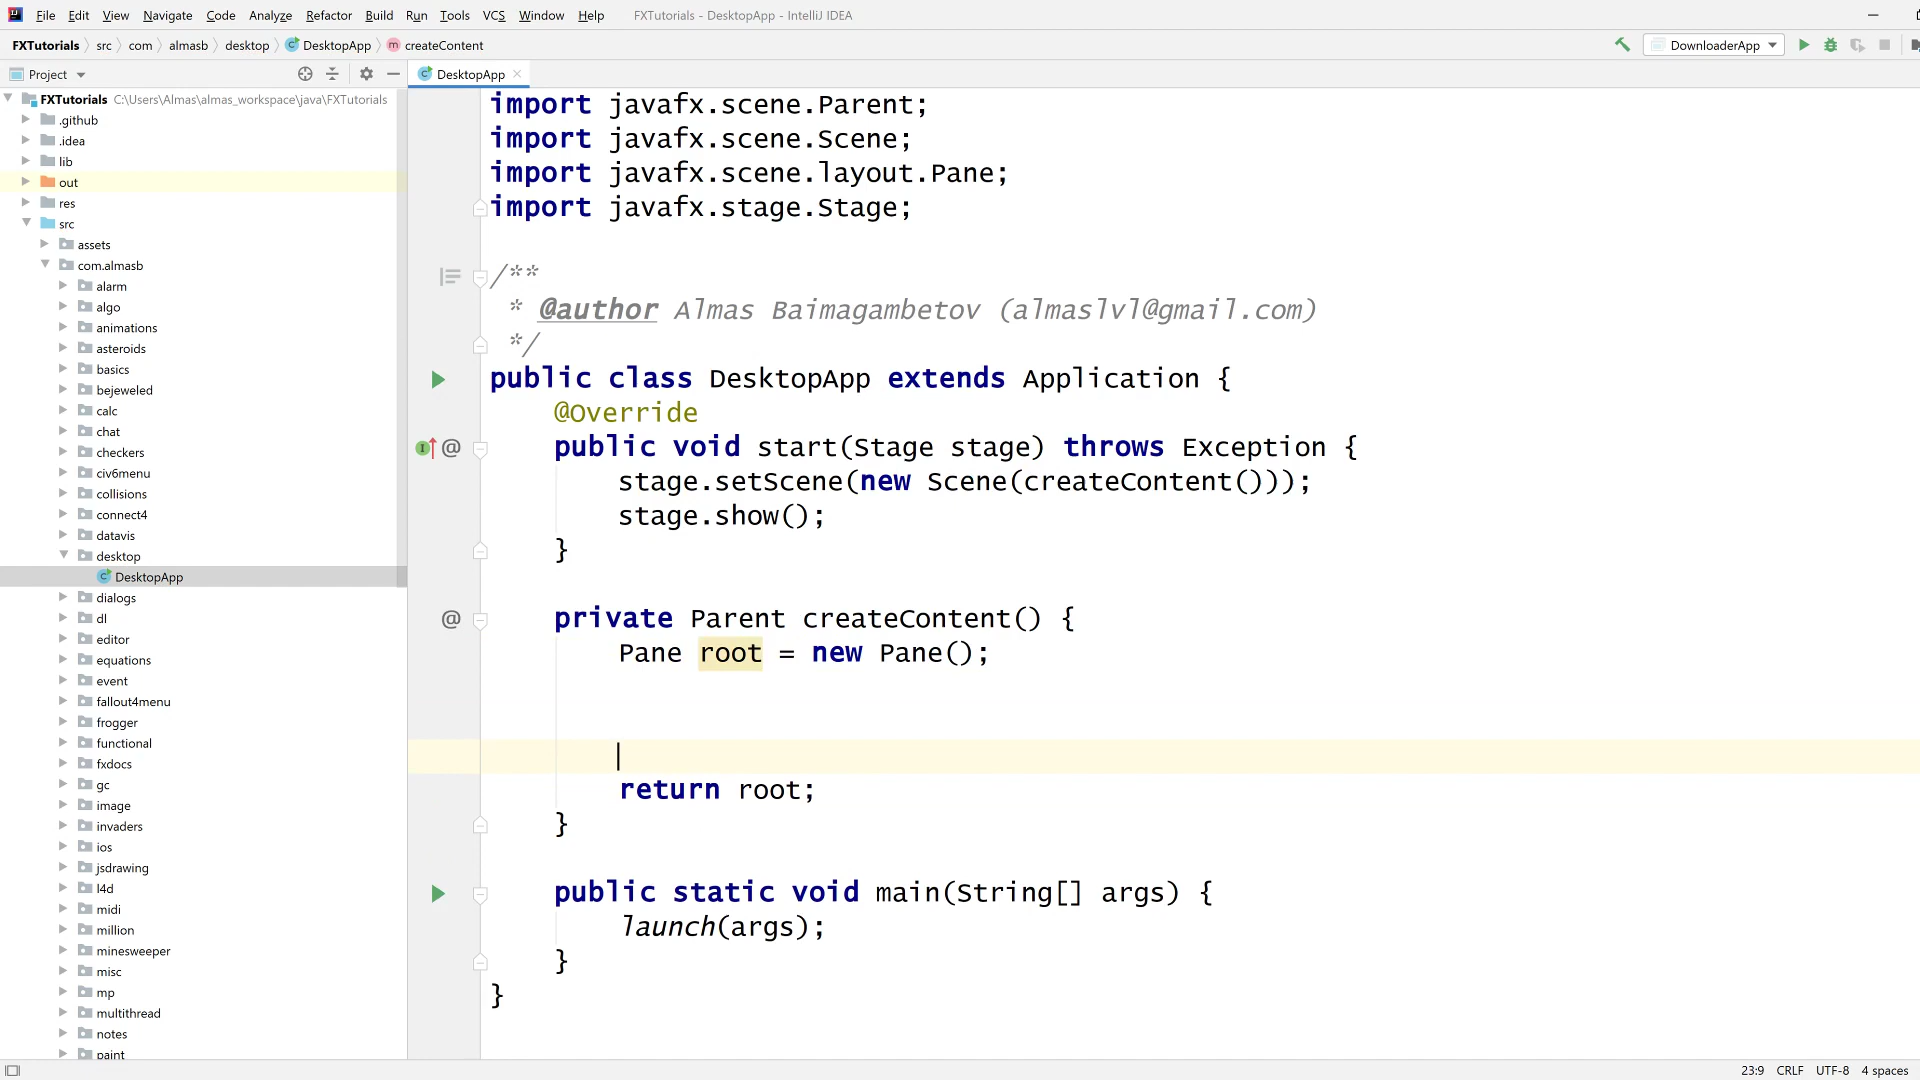 File Edit View Navigate Code Analyze Refactor Build Run Tools VCS Window Help FXTutorials - DesktopApp - IntelliJ IDEA
FXTutorials src com almasb desktop DesktopApp createContent DownloaderApp
Project
DesktopApp
FXTutorials C:\Users\Almas\almas_workspace\java\FXTutorials
.github
.idea
lib
out
res
src
assets
com.almasb
alarm
algo
animations
asteroids
basics
bejeweled
calc
chat
checkers
civ6menu
collisions
connect4
datavis
desktop
DesktopApp
dialogs
dl
editor
equations
event
fallout4menu
frogger
functional
fxdocs
gc
image
invaders
ios
jsdrawing
l4d
midi
million
minesweeper
misc
mp
multithread
notes
paint
import javafx.scene.Parent;
import javafx.scene.Scene;
import javafx.scene.layout.Pane;
import javafx.stage.Stage;
/**
* @author Almas Baimagambetov (almaslvl@gmail.com)
*/
public class DesktopApp extends Application {
@Override
public void start(Stage stage) throws Exception {
stage.setScene(new Scene(createContent()));
stage.show();
}
private Parent createContent() {
Pane root = new Pane();
return root;
}
public static void main(String[] args) {
launch(args);
}
}
23:9 CRLF UTF-8 4 spaces